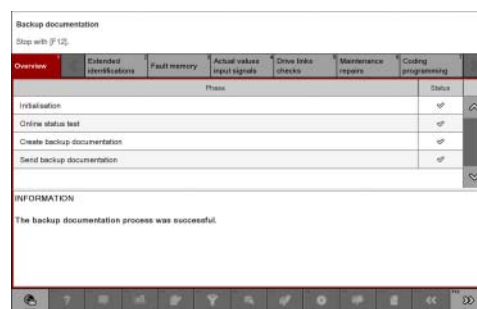 Backup documentation
Stop with [F12].
Overview
Extended
identifications
Fault memory
Actual values
input signals
Drive links
checks
Maintenance
repairs
Coding
programming
Phase Status
Initialisation
Online status test
Create backup documentation
Send backup documentation
INFORMATION
The backup documentation process was successful.
?